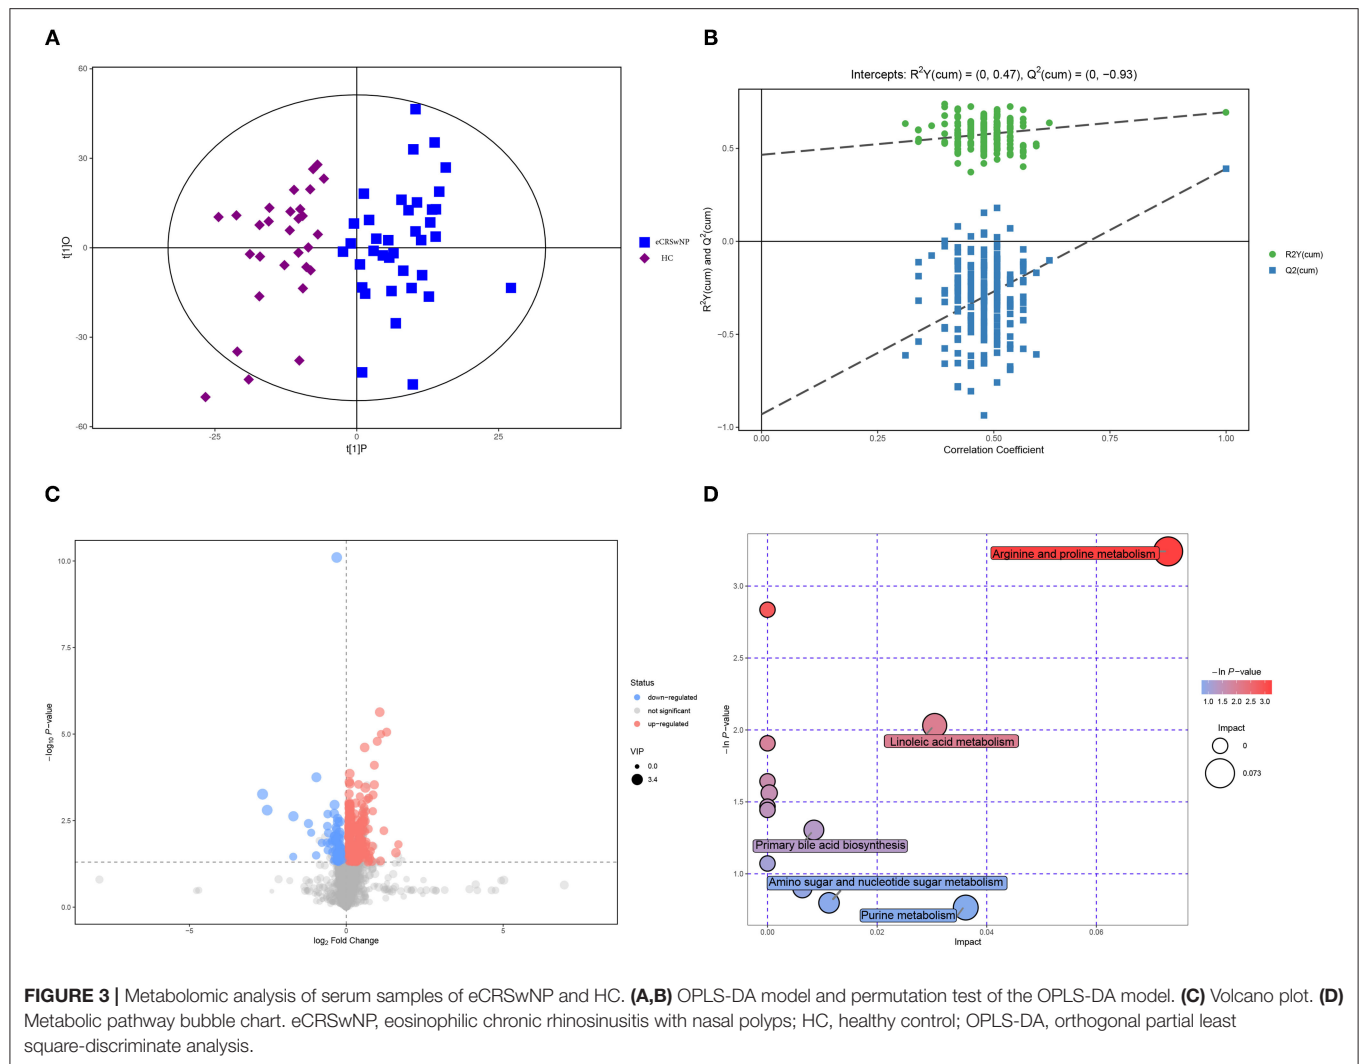 A
60
30
0
-30
-60
-25
0
25
t[1]P
t[1]O
eCRSwNP
HC
B
Intercepts: R²Y(cum) = (0, 0.47), Q²(cum) = (0, −0.93)
0.5
0.0
−0.5
−1.0
0.00
0.25
0.50
0.75
1.00
Correlation Coefficient
R²Y(cum) and Q²(cum)
R2Y(cum)
Q2(cum)
C
10.0
7.5
5.0
2.5
0.0
−5
0
5
log₂ Fold Change
−log₁₀ P−value
Status
down−regulated
not significant
up−regulated
VIP
0.0
3.4
D
Arginine and proline metabolism
Linoleic acid metabolism
Primary bile acid biosynthesis
Amino sugar and nucleotide sugar metabolism
Purine metabolism
3.0
2.5
2.0
1.5
1.0
0.00
0.02
0.04
0.06
Impact
−ln P−value
−ln P−value
1.0 1.5 2.0 2.5 3.0
Impact
0
0.073
FIGURE 3 | Metabolomic analysis of serum samples of eCRSwNP and HC. (A,B) OPLS-DA model and permutation test of the OPLS-DA model. (C) Volcano plot. (D)
Metabolic pathway bubble chart. eCRSwNP, eosinophilic chronic rhinosinusitis with nasal polyps; HC, healthy control; OPLS-DA, orthogonal partial least
square-discriminate analysis.